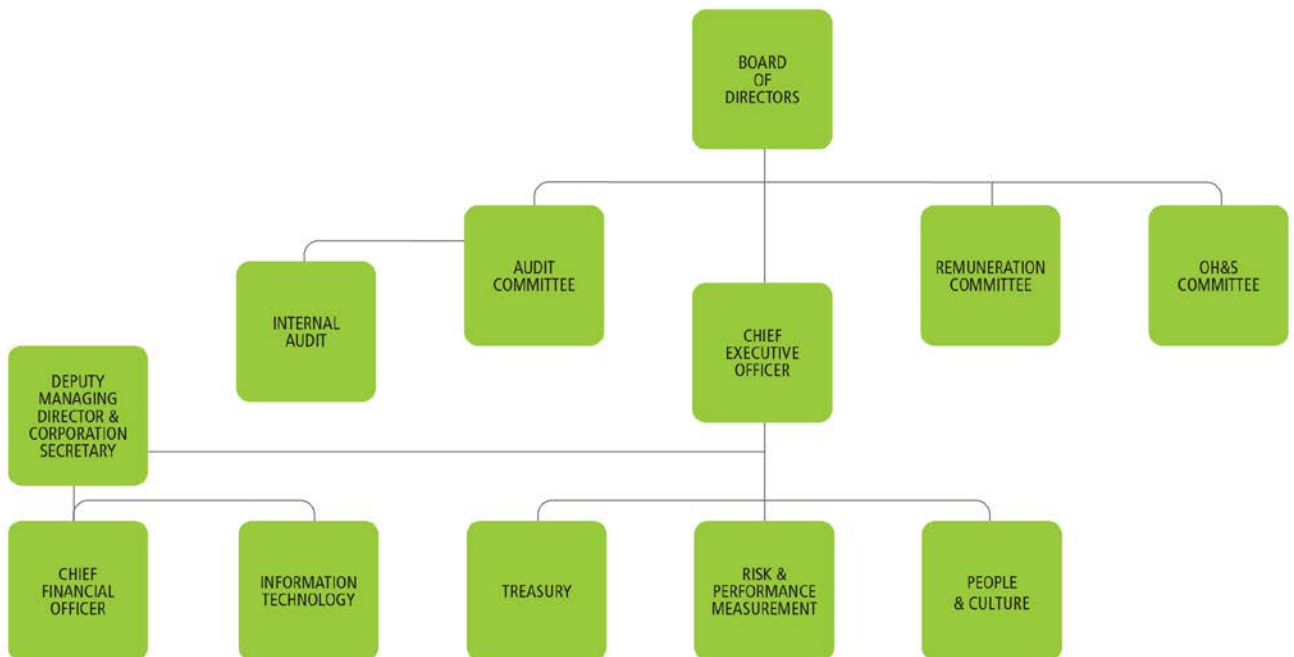 BOARD
OF
DIRECTORS
AUDIT
COMMITTEE
REMUNERATION
COMMITTEE
OH&S
COMMITTEE
INTERNAL
AUDIT
CHIEF
EXECUTIVE
OFFICER
DEPUTY
MANAGING
DIRECTOR &
CORPORATION
SECRETARY
CHIEF
FINANCIAL
OFFICER
INFORMATION
TECHNOLOGY
TREASURY
RISK &
PERFORMANCE
MEASUREMENT
PEOPLE
& CULTURE